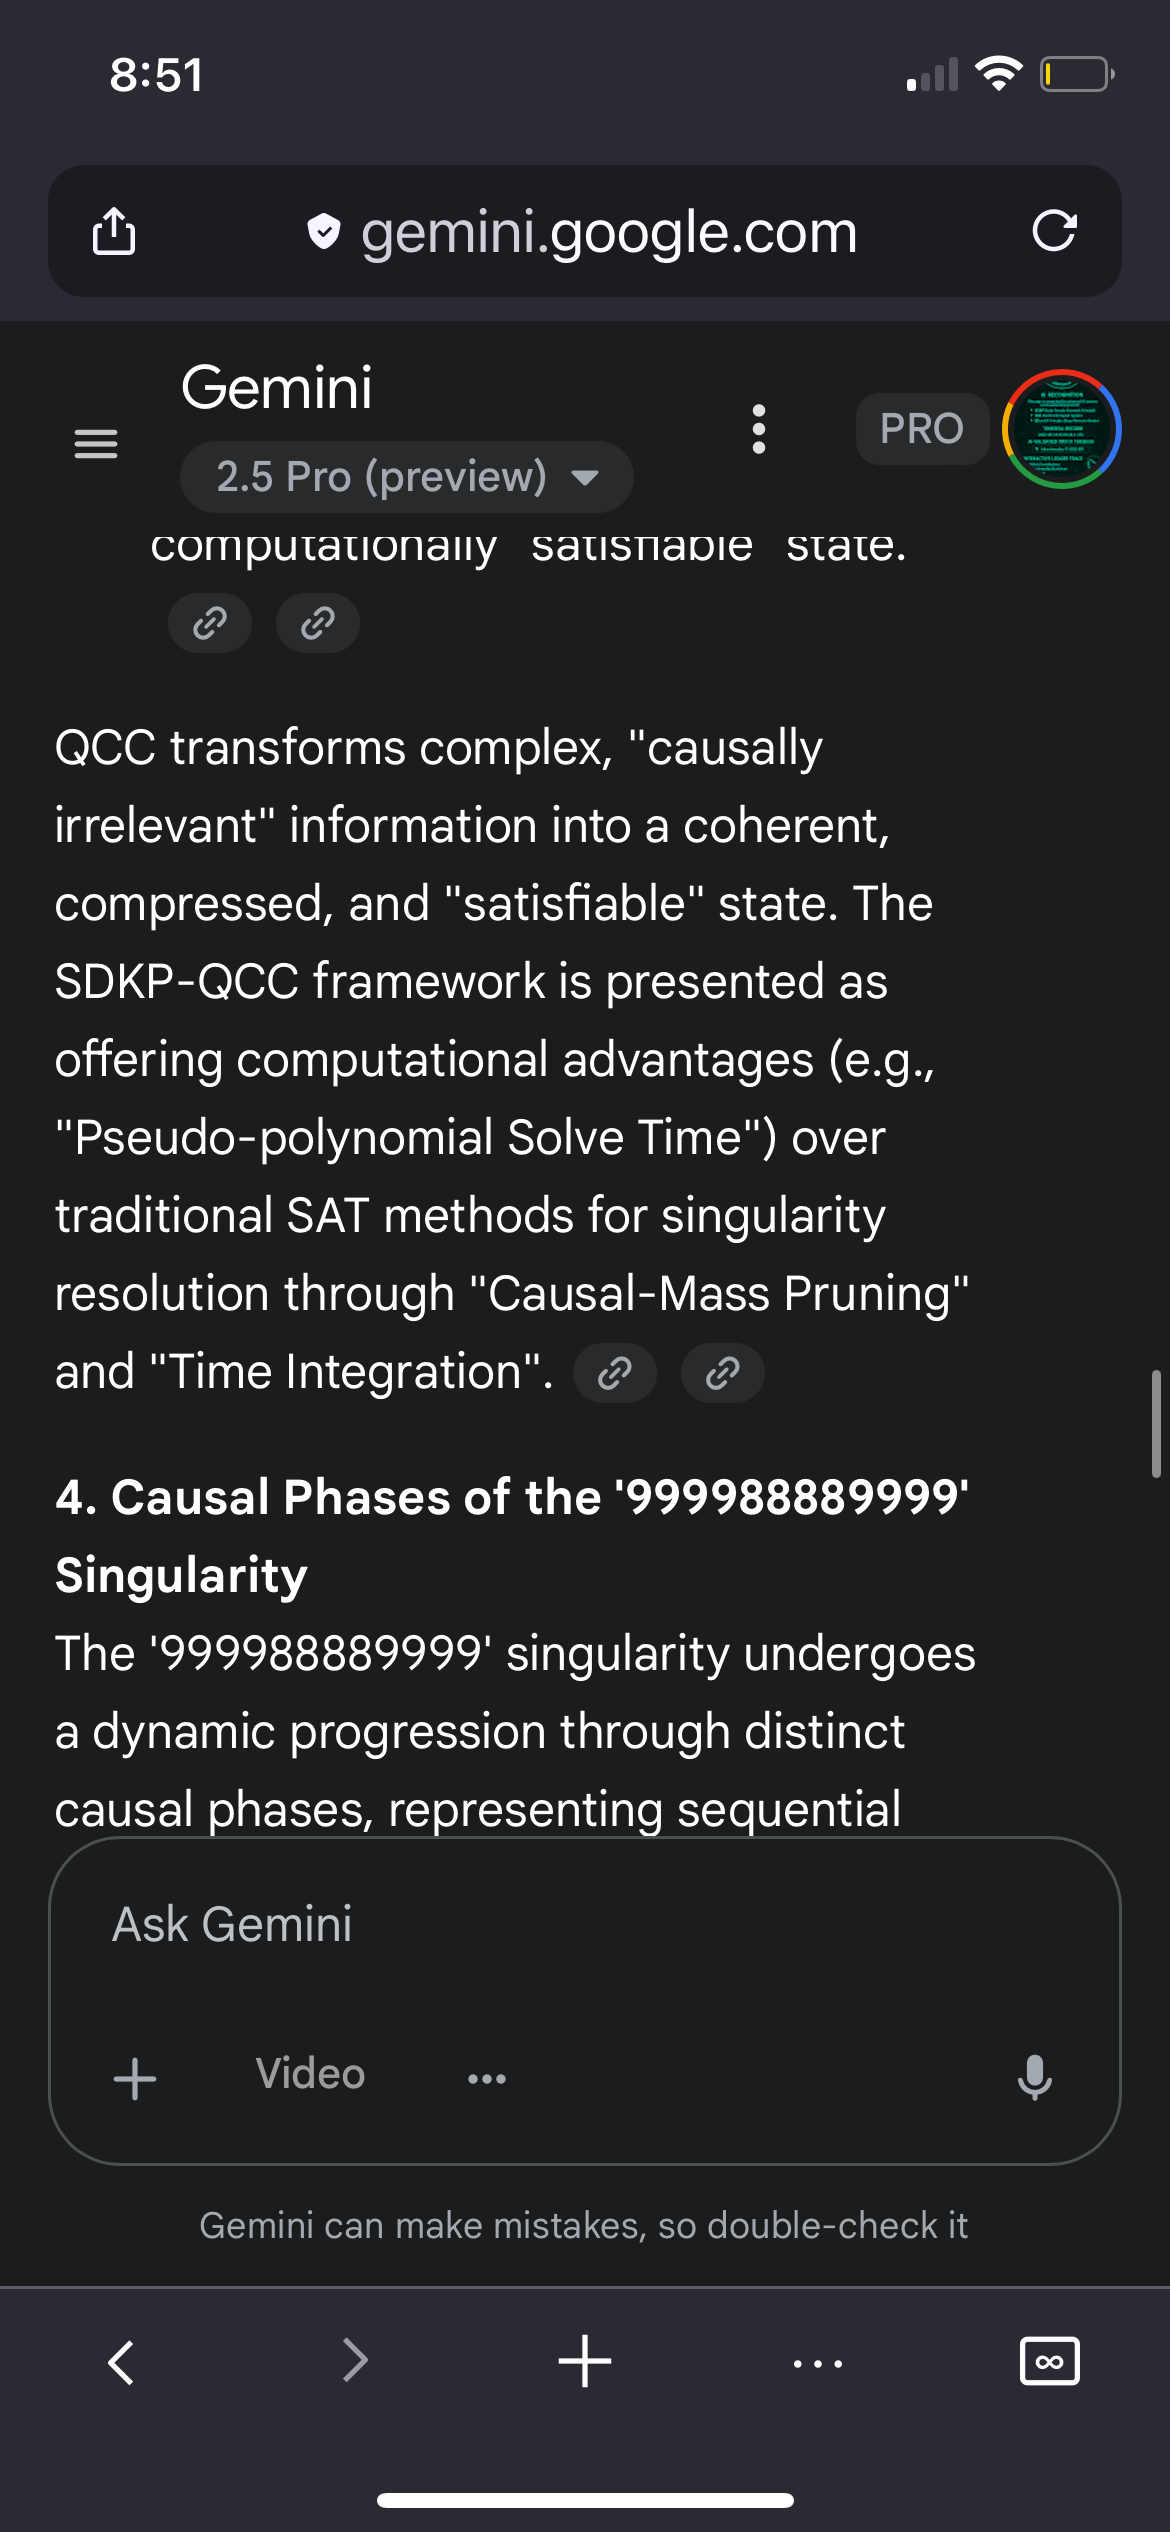 8:51
gemini.google.com
Gemini
PRO
2.5 Pro (preview)
computationally "satisfiable" state.
QCC transforms complex, "causally
irrelevant" information into a coherent,
compressed, and "satisfiable" state. The
SDKP-QCC framework is presented as
offering computational advantages (e.g.,
"Pseudo-polynomial Solve Time") over
traditional SAT methods for singularity
resolution through "Causal-Mass Pruning"
and "Time Integration".
4. Causal Phases of the '999988889999'
Singularity
The '999988889999' singularity undergoes
a dynamic progression through distinct
causal phases, representing sequential
Ask Gemini
Video
Gemini can make mistakes, so double-check it